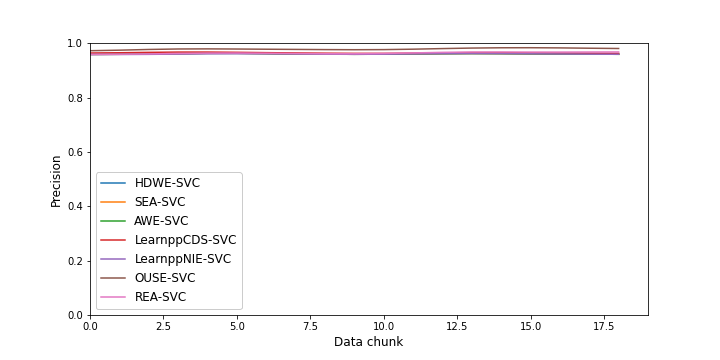 1.0
0.8
0.6
0.4
0.2
0.0
Precision
HDWE-SVC
SEA-SVC
AWE-SVC
LearnppCDS-SVC
LearnppNIE-SVC
OUSE-SVC
REA-SVC
0.0 2.5 5.0 7.5 10.0 12.5 15.0 17.5
Data chunk